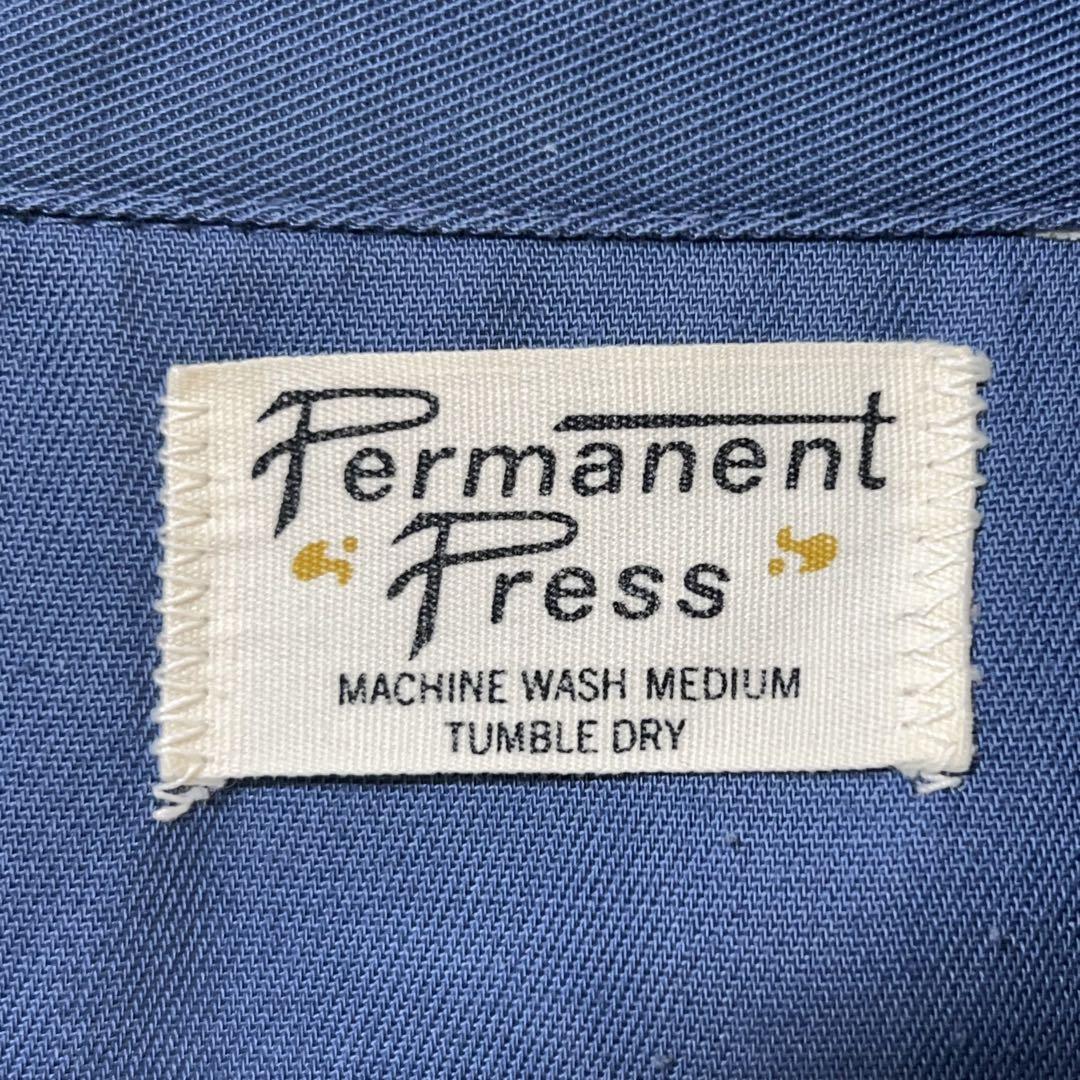 Permanent
Press
MACHINE WASH MEDIUM
TUMBLE DRY